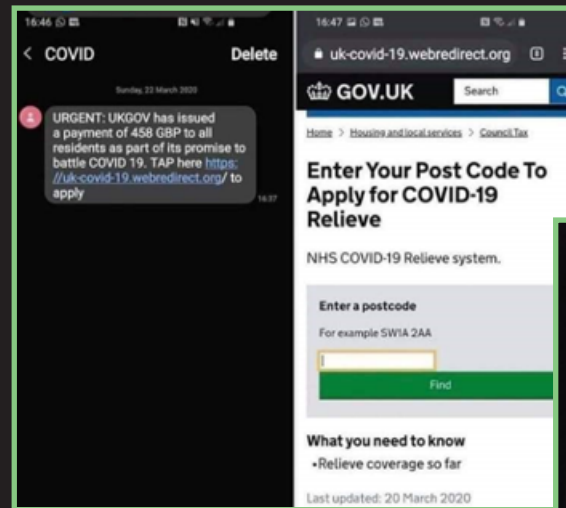 16:46
COVID
Delete
Sunday, 22 March 2020
URGENT: UKGOV has issued
a payment of 458 GBP to all
residents as part of its promise to
battle COVID 19. TAP here https:
//uk-covid-19.webredirect.org/ to
apply
16:37
16:47
uk-covid-19.webredirect.org
GOV.UK
Search
Home > Housing and local services > Council Tax
Enter Your Post Code To
Apply for COVID-19
Relieve
NHS COVID-19 Relieve system.
Enter a postcode
For example SW1A 2AA
Find
What you need to know
•Relieve coverage so far
Last updated: 20 March 2020